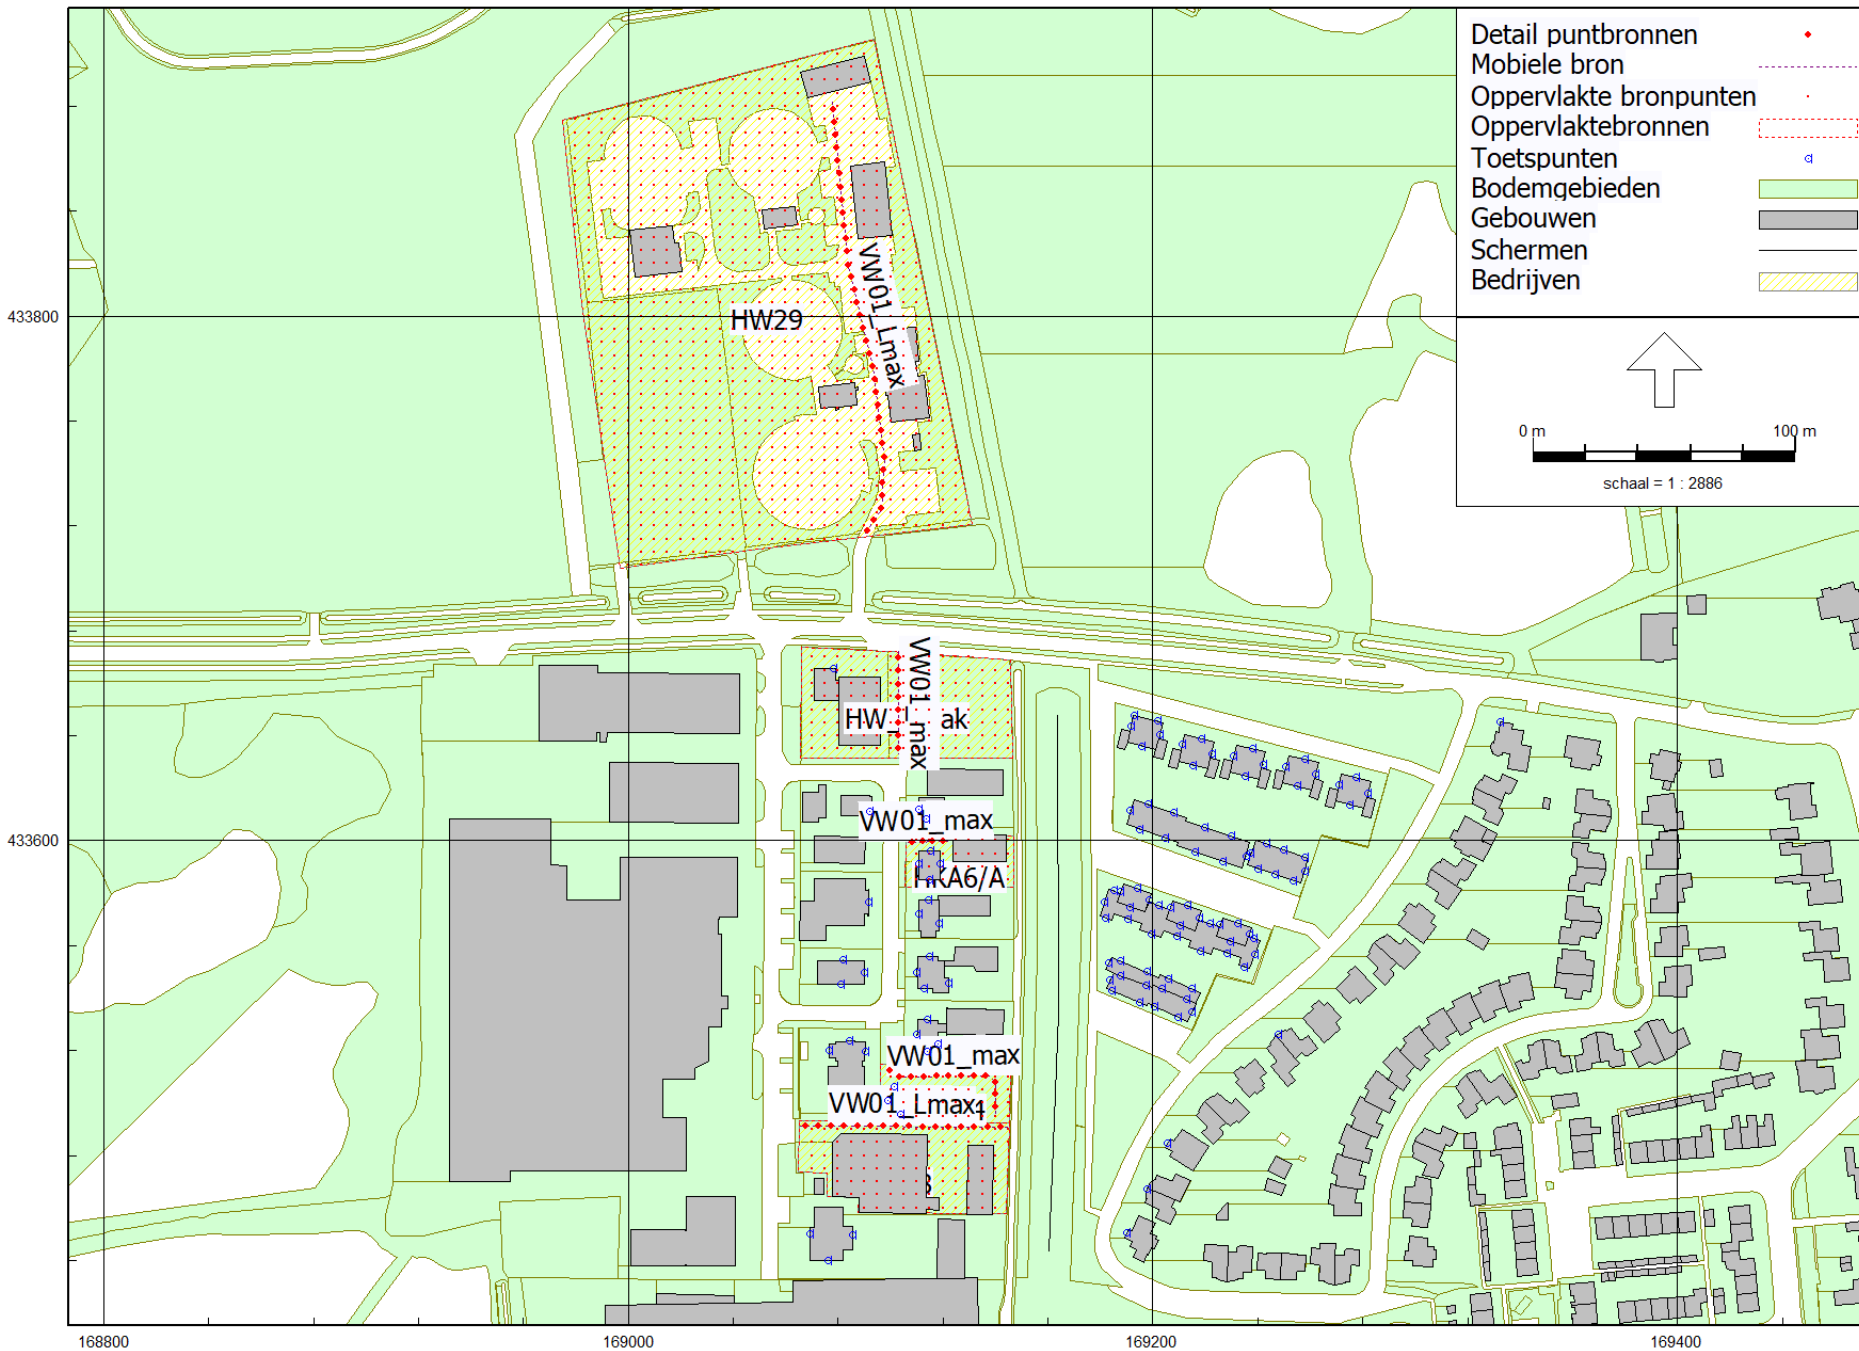 Detail puntbronnen
Mobiele bron
Oppervlakte bronpunten
Oppervlaktebronnen
Toetspunten
Bodemgebieden
Gebouwen
Schermen
Bedrijven
0 m 100 m
schaal = 1 : 2886
433800
HW29
VW01_Lmax
VW01_max
433600
VW01_max
HKA6/A
VW01_max
VW01_Lmax
168800 169000 169200 169400